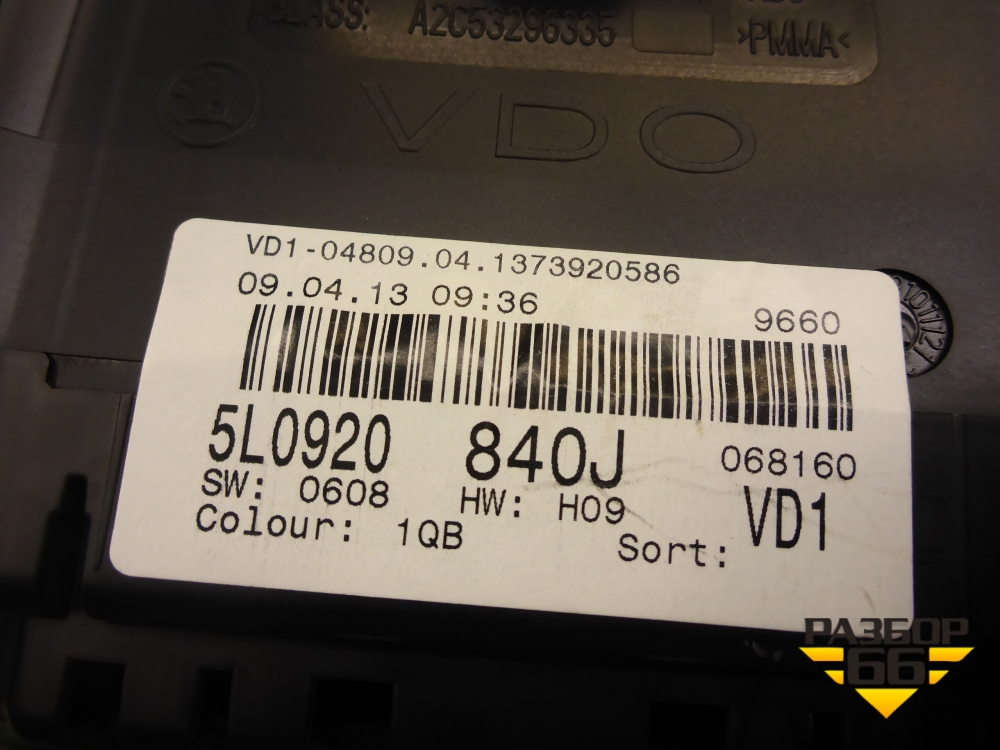 GLASS: A2C53296335
>PMMA<
VDO
VD1-04809.04.1373920586
09.04.13 09:36
9660
5L0920 840J 068160
SW: 0608 HW: H09 VD1
Colour: 1QB Sort:
РАЗБОР
66